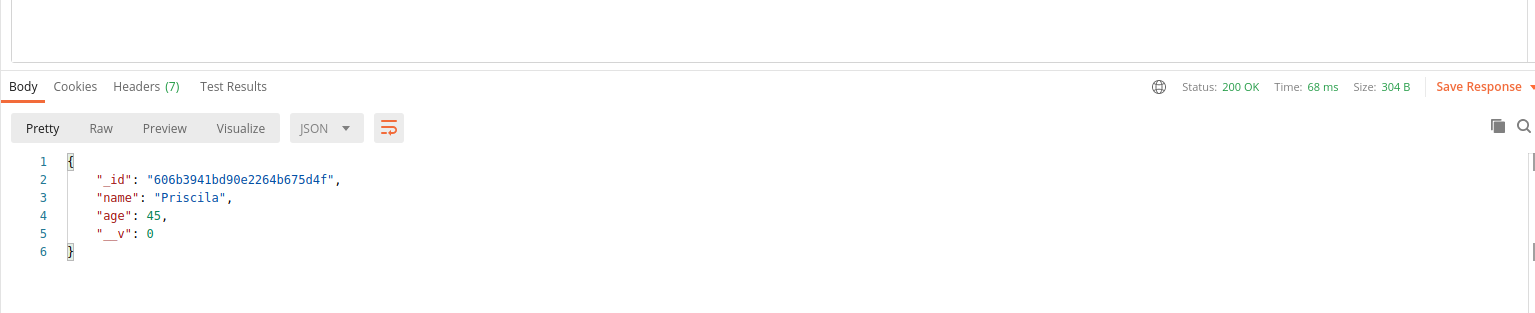 Body Cookies Headers (7) Test Results Status: 200 OK Time: 68 ms Size: 304 B Save Response
Pretty Raw Preview Visualize JSON
1 {
2 "_id": "606b3941bd90e2264b675d4f",
3 "name": "Priscila",
4 "age": 45,
5 "__v": 0
6 }